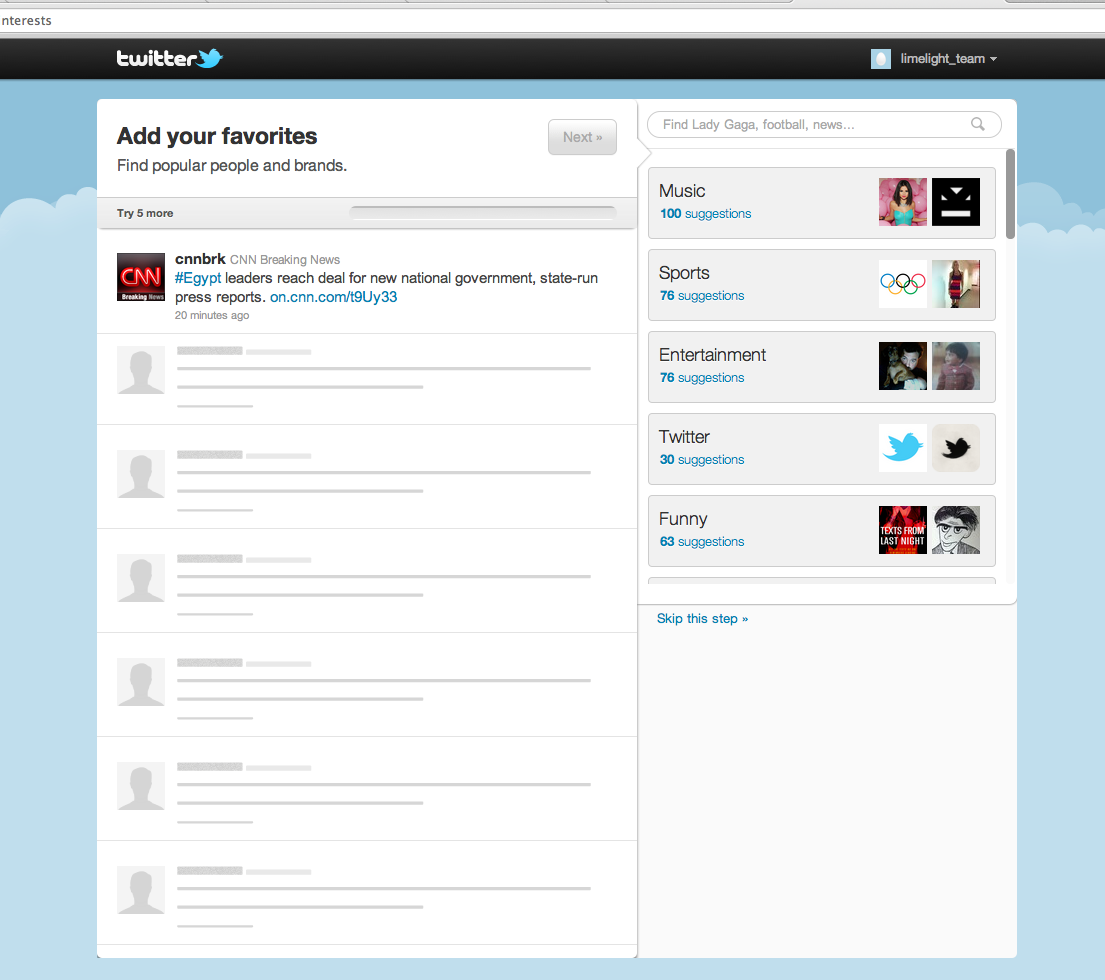 nterests
twitter
limelight_team
Add your favorites
Next »
Find popular people and brands.
Try 5 more
CNN
Breaking News
cnnbrk CNN Breaking News
#Egypt leaders reach deal for new national government, state-run
press reports. on.cnn.com/t9Uy33
20 minutes ago
Find Lady Gaga, football, news...
Music
100 suggestions
Sports
76 suggestions
Entertainment
76 suggestions
Twitter
30 suggestions
Funny
63 suggestions
TEXTS FROM
LAST NIGHT
Skip this step »